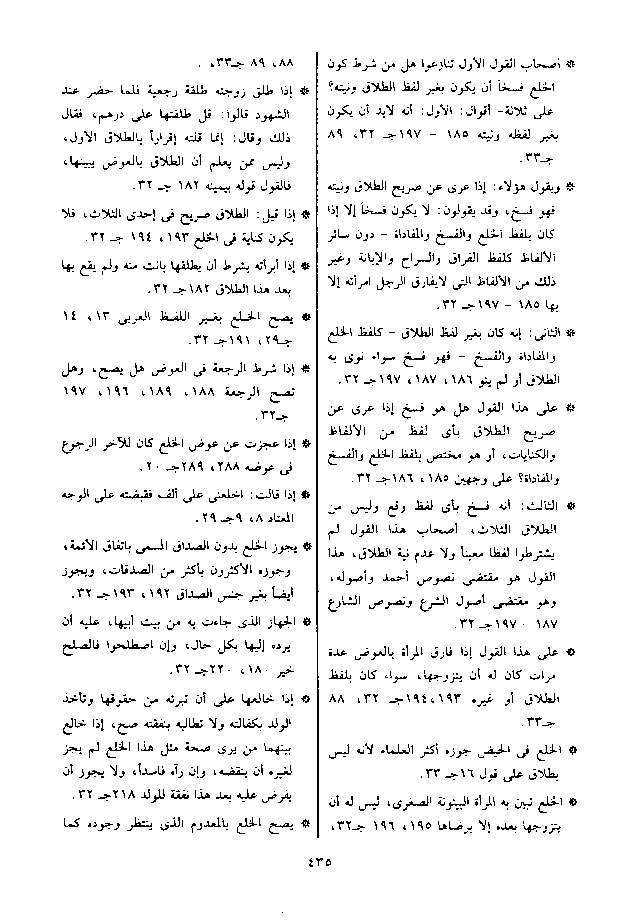 * أصحاب القول الأول تنازعوا هل من شرط كون
الخلع فسخاً أن يكون بغير لفظ الطلاق ونيته؟
على ثلاثة- أقوال: الأول: أنه لابد أن يكون
بغير لفظه ونيته ١٨٥ - ١٩٧جـ ٣٢، ٨٩
جـ٣٣.
* ويقول هؤلاء: إذا عرى عن صريح الطلاق ونيته
فهو فسخ، وقد يقولون: لا يكون فسخاً إلا إذا
كان بلفظ الخلع والفسخ والمفاداة - دون سائر
الألفاظ كلفظ الفراق والسراح والإبانة وغير
ذلك من الألفاظ التى لايفارق الرجل امرأته إلا
بها ١٨٥ - ١٩٧جـ ٣٢.
* الثانى: إنه كان بغير لفظ الطلاق - كلفظ الخلع
والمفاداة والفسخ - فهو فسخ سواء نوى به
الطلاق أو لم ينو ١٨٦، ١٨٧، ١٩٧جـ ٣٢.
* على هذا القول هل هو فسخ إذا عرى عن
صريح الطلاق بأى لفظ من الألفاظ
والكنايات، أو هو مختص بلفظ الخلع والفسخ
والمفاداة؟ على وجهين ١٨٥، ١٨٦جـ ٣٢.
* الثالث: أنه فسخ بأى لفظ وقع وليس من
الطلاق الثلاث، أصحاب هذا القول لم
يشترطوا لفظاً معيناً ولا عدم نية الطلاق، هذا
القول هو مقتضى نصوص أحمد وأصوله،
وهو مقتضى أصول الشرع ونصوص الشارع
١٨٧ - ١٩٧جـ ٣٢.
* على هذا القول إذا فارق المرأة بالعوض عدة
مرات كان له أن يتزوجها، سواء كان بلفظ
الطلاق أو غيره ١٩٣،١٩٤جـ ٣٢، ٨٨
جـ٣٣.
* الخلع فى الحيض جوزه أكثر العلماء لأنه ليس
بطلاق على قول ١٦جـ ٣٣.
* الخلع تبين به المرأة البينونة الصغرى، ليس له أن
يتزوجها بعده إلا برضاها ١٩٥، ١٩٦ جـ٣٢،
٨٨، ٨٩ جـ٣٣، .
* إذا طلق زوجته طلقة رجعية فلما حضر عند
الشهود قالوا: قل طلقتها على درهم، فقال
ذلك وقال: إنما قلته إقراراً بالطلاق الأول،
وليس ممن يعلم أن الطلاق بالعوض يبينها،
فالقول قوله بيمينه ١٨٢ جـ ٣٢.
* إذا قيل: الطلاق صريح فى إحدى الثلاث، فلا
يكون كناية فى الخلع ١٩٣، ١٩٤ جـ ٣٢.
* إذا أبرأته بشرط أن يطلقها بانت منه ولم يقع بها
بعد هذا الطلاق ١٨٢جـ ٣٢.
* يصح الخلع بغير اللفظ العربى ١٣، ١٤
جـ٢٩، ١٩١جـ ٣٢.
* إذا شرط الرجعة فى العوض هل يصح، وهل
تصح الرجعة ١٨٨، ١٨٩، ١٩٦، ١٩٧
جـ٣٢.
* إذا عجزت عن عوض الخلع كان للآخر الرجوع
فى عوضه ٢٨٨، ٢٨٩جـ ٢٠.
* إذا قالت: اخلعنى على ألف فقبضته على الوجه
المعتاد ٨، ٩جـ ٢٩.
* يجوز الخلع بدون الصداق المسمى باتفاق الأئمة،
وجوزه الأكثرون بأكثر من الصدقات، ويجوز
أيضاً بغير جنس الصداق ١٩٢، ١٩٣جـ ٣٢.
* الجهاز الذى جاءت به من بيت أبيها، عليه أن
يرده إليها بكل حال، وإن اصطلحوا فالصلح
خير ١٨٠، ٢٢٠جـ ٣٢.
* إذا خالعها على أن تبرئه من حقوقها وتأخذ
الولد بكفالته ولا تطالبه بنفقته صح، إذا خالع
بينهما من يرى صحة مثل هذا الخلع لم يجز
لغيره أن ينقضه، وإن رآه فاسداً، ولا يجوز أن
يفرض عليه بعد هذا نفقة للولد ٢١٨جـ ٣٢.
* يصح الخلع بالمعدوم الذى ينتظر وجوده كما
٤٣٥